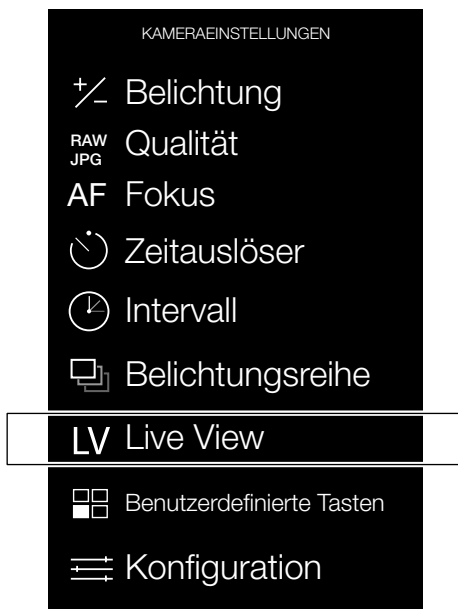 KAMERAEINSTELLUNGEN
+/- Belichtung
RAW JPG Qualität
AF Fokus
Zeitauslöser
Intervall
Belichtungsreihe
LV Live View
Benutzerdefinierte Tasten
Konfiguration